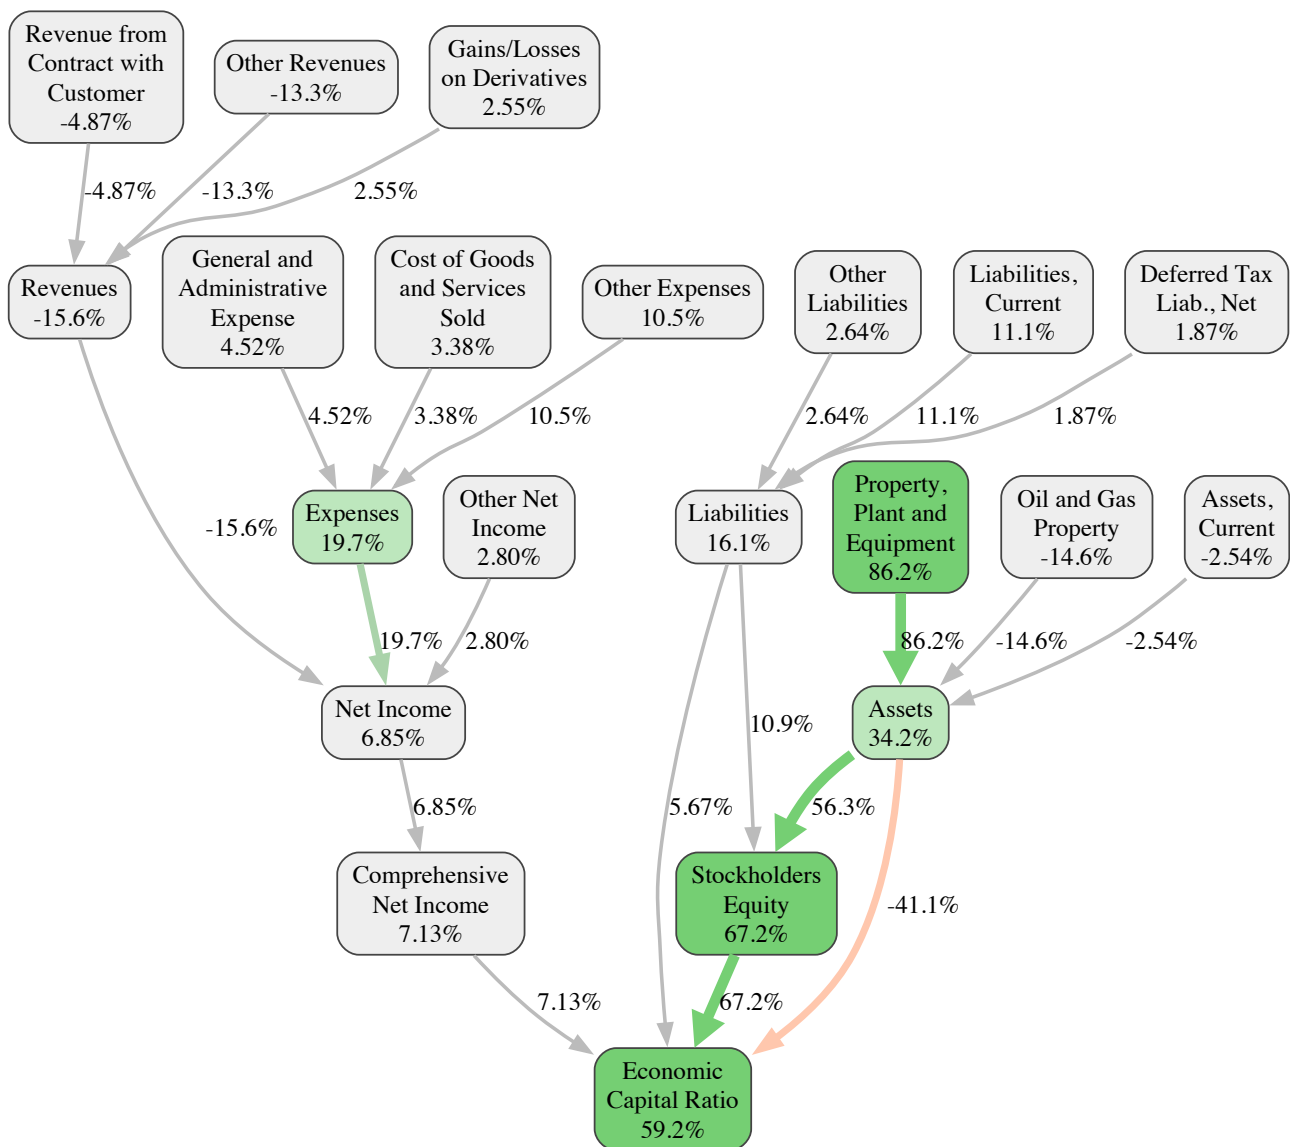 Revenue from
Contract with
Customer
-4.87%
Other Revenues
-13.3%
Gains/Losses
on Derivatives
2.55%
-4.87%
-13.3%
2.55%
Revenues
-15.6%
General and
Administrative
Expense
4.52%
Cost of Goods
and Services
Sold
3.38%
Other Expenses
10.5%
Other
Liabilities
2.64%
Liabilities,
Current
11.1%
Deferred Tax
Liab., Net
1.87%
4.52%
3.38%
10.5%
2.64%
11.1%
1.87%
-15.6%
Expenses
19.7%
Other Net
Income
2.80%
Liabilities
16.1%
Property,
Plant and
Equipment
86.2%
Oil and Gas
Property
-14.6%
Assets,
Current
-2.54%
19.7%
2.80%
86.2%
-14.6%
-2.54%
Net Income
6.85%
10.9%
Assets
34.2%
6.85%
5.67%
56.3%
Comprehensive
Net Income
7.13%
Stockholders
Equity
67.2%
-41.1%
7.13%
67.2%
Economic
Capital Ratio
59.2%